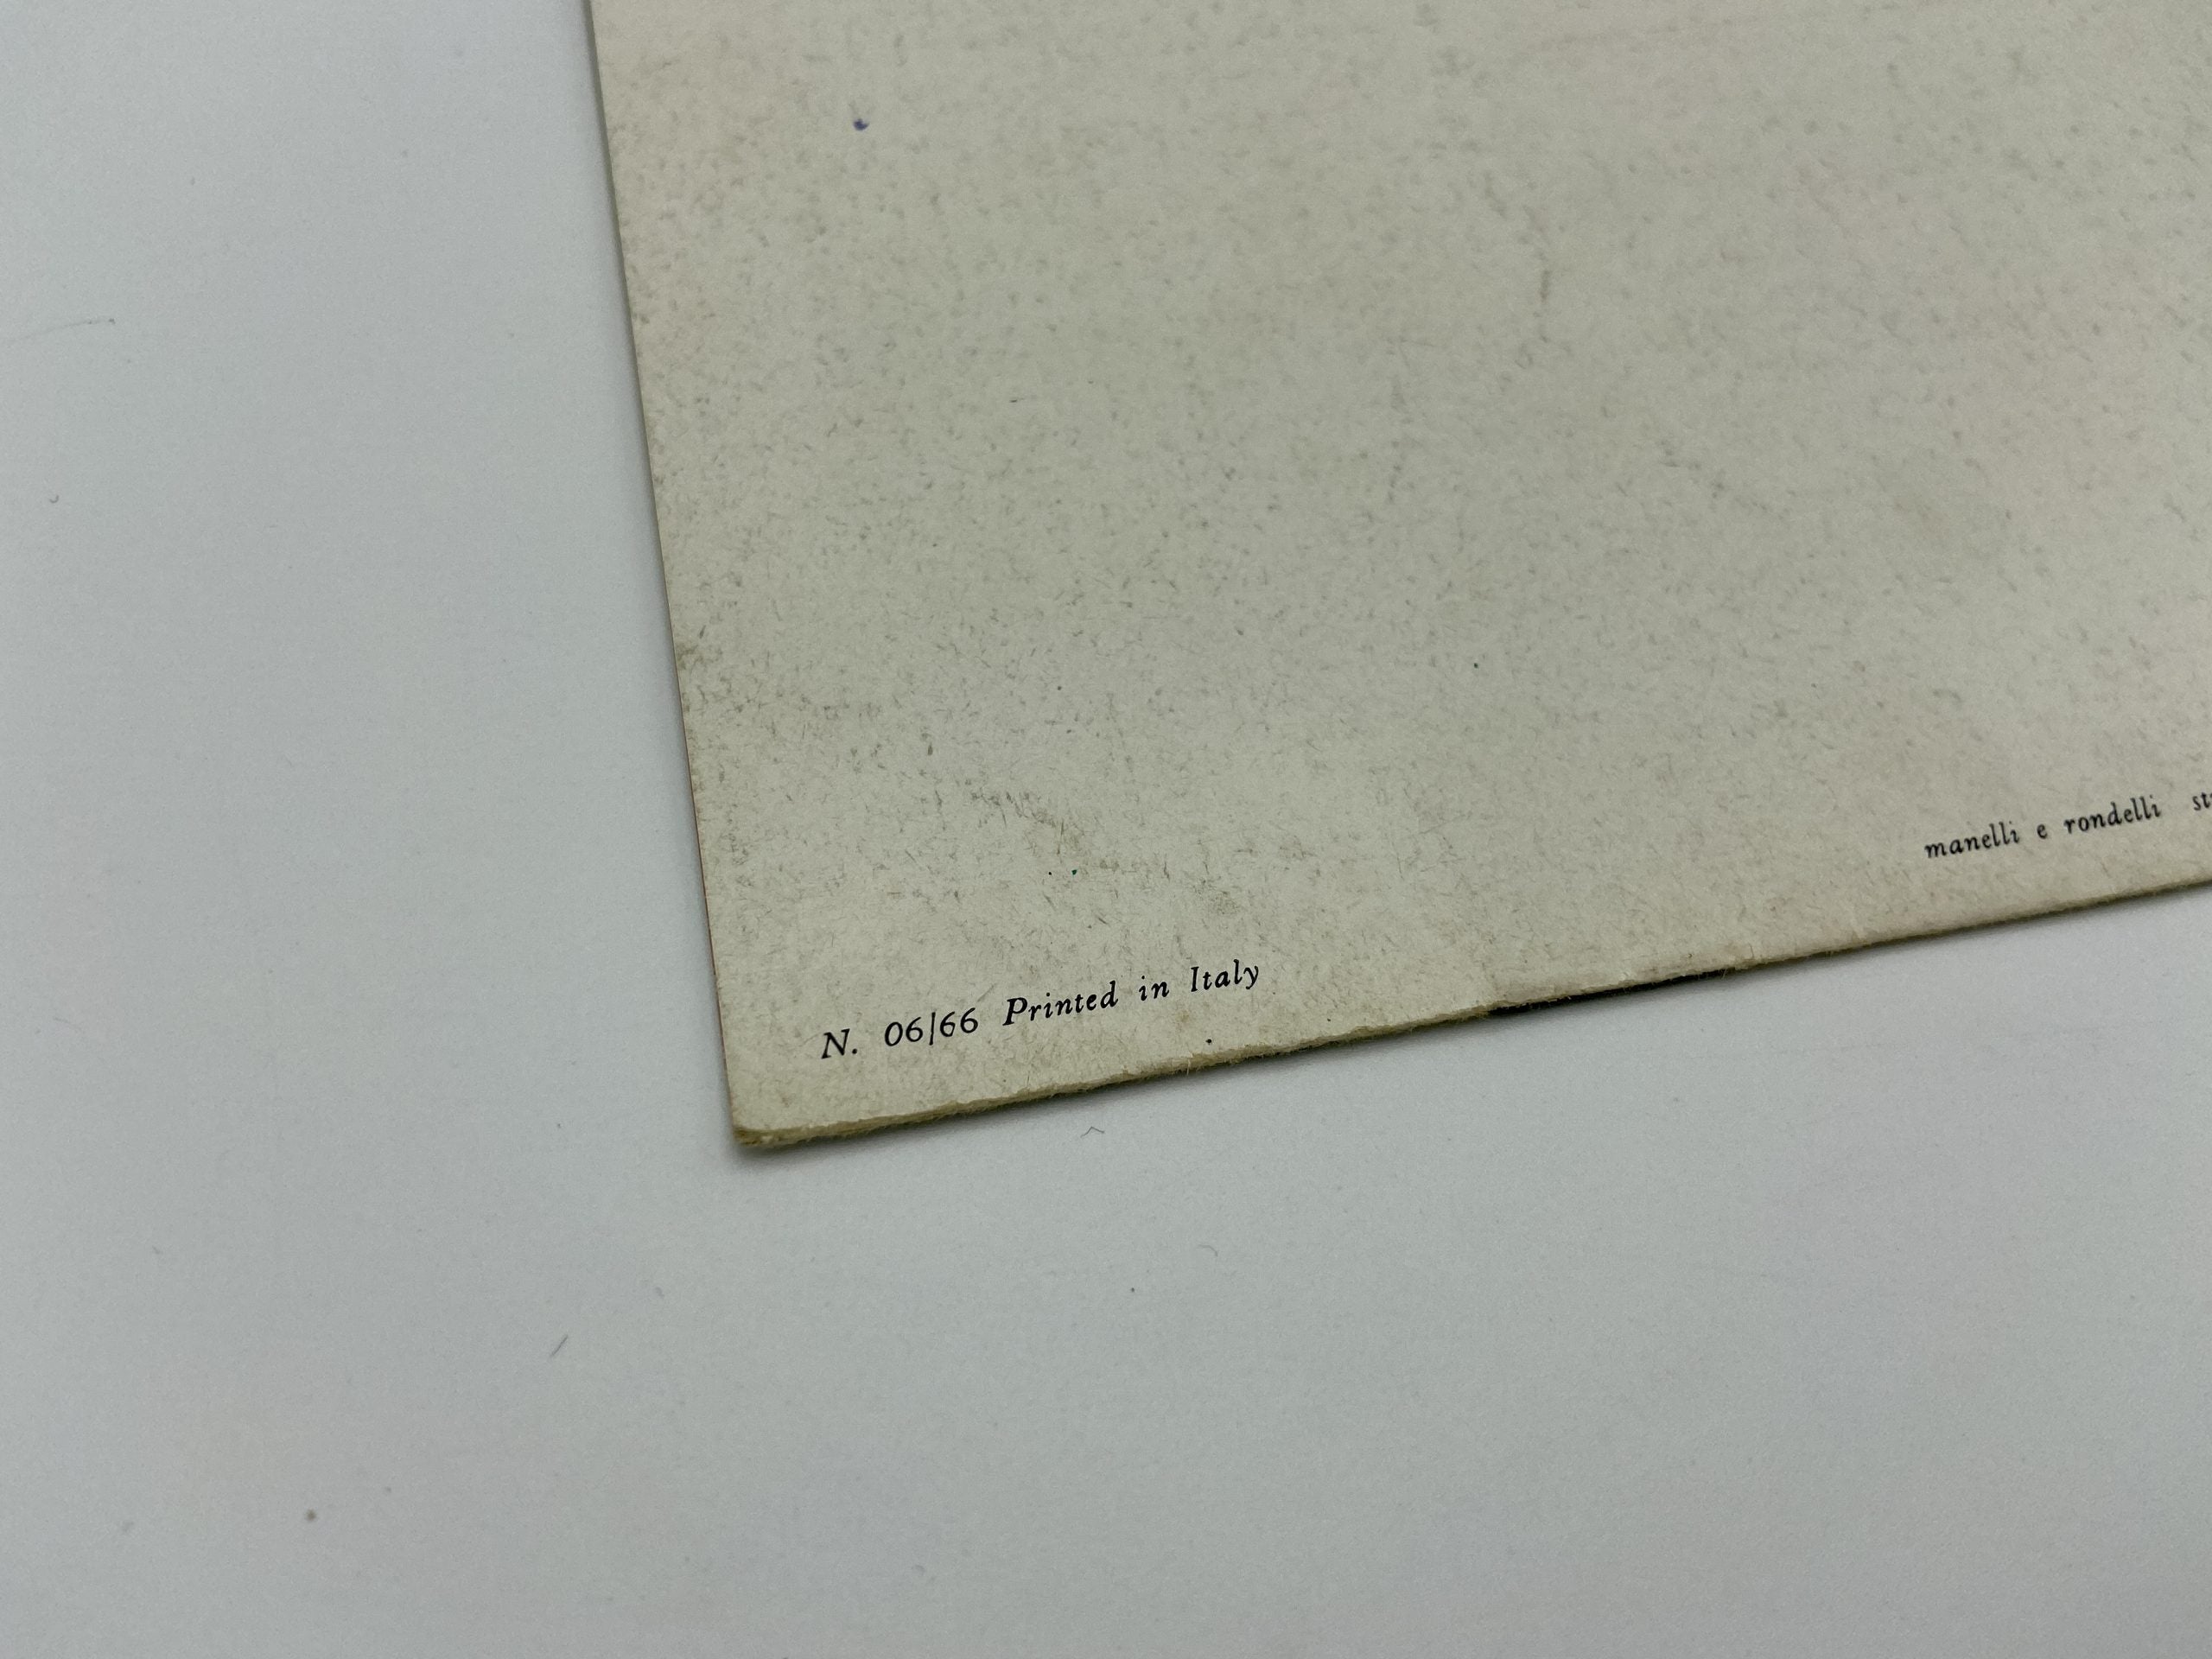 N. 06/66 Printed in Italy
manelli e rondelli